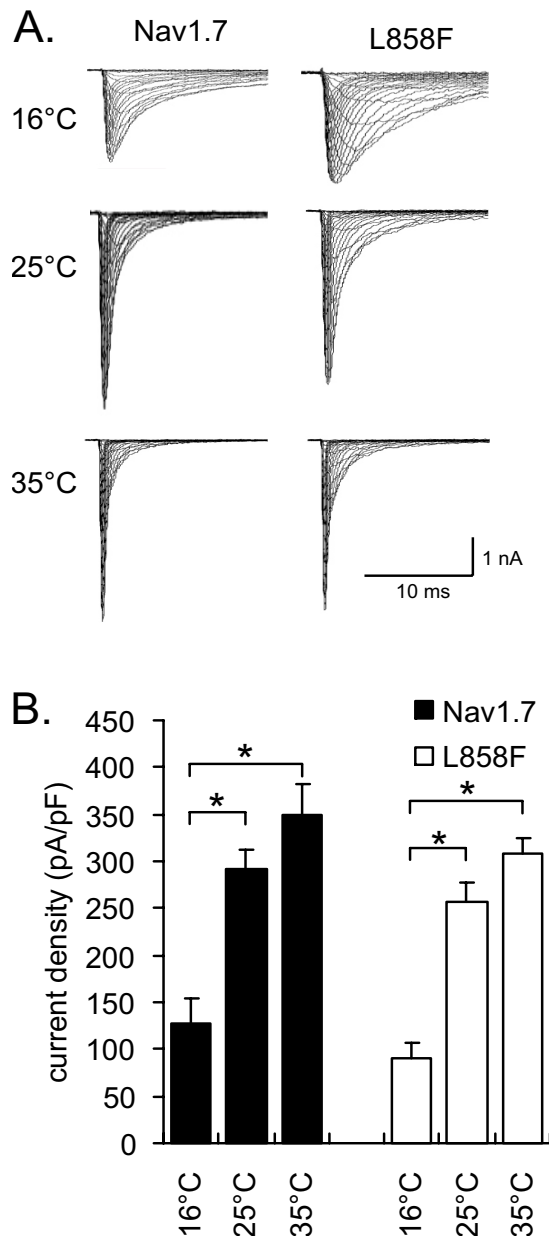 A.
Nav1.7 L858F
16°C
25°C
35°C
1 nA
10 ms
B.
Nav1.7
L858F
*
*
*
*
current density (pA/pF)
450
400
350
300
250
200
150
100
50
0
16°C 25°C 35°C 16°C 25°C 35°C